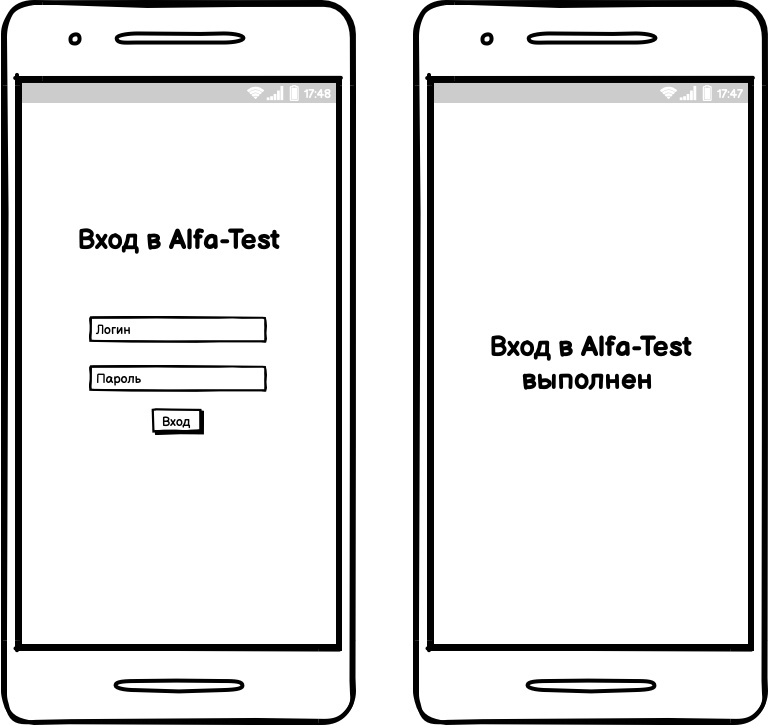 17:48
Вход в Alfa-Test
Логин
Пароль
Вход
17:47
Вход в Alfa-Test
выполнен